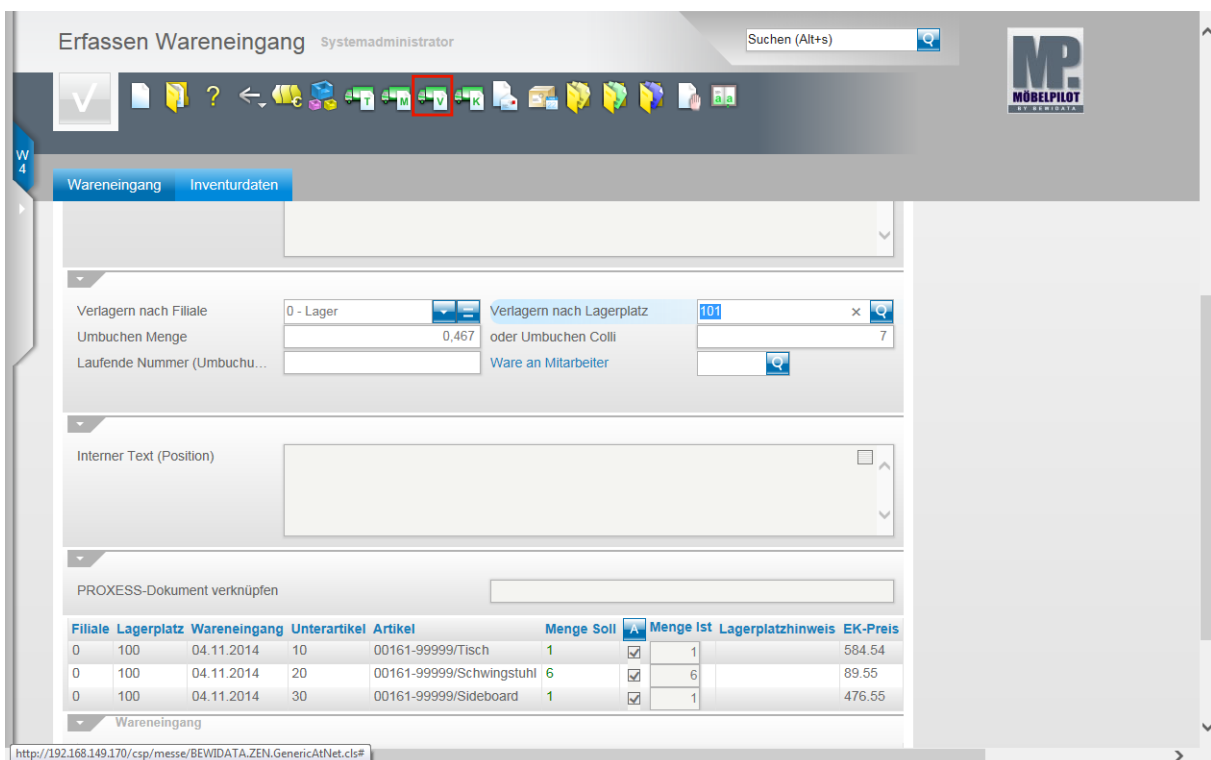 Erfassen Wareneingang Systemadministrator Suchen (Alt+s)
MP.
MÖBELPILOT
BY BEWIDATA
? T M V K a a
W
4
Wareneingang Inventurdaten
Verlagern nach Filiale 0 - Lager Verlagern nach Lagerplatz 101
Umbuchen Menge 0,467 oder Umbuchen Colli 7
Laufende Nummer (Umbuchu... Ware an Mitarbeiter
Interner Text (Position)
PROXESS-Dokument verknüpfen
Filiale Lagerplatz Wareneingang Unterartikel Artikel Menge Soll A Menge Ist Lagerplatzhinweis EK-Preis
0 100 04.11.2014 10 00161-99999/Tisch 1 1 584.54
0 100 04.11.2014 20 00161-99999/Schwingstuhl 6 6 89.55
0 100 04.11.2014 30 00161-99999/Sideboard 1 1 476.55
Wareneingang
http://192.168.149.170/csp/messe/BEWIDATA.ZEN.GenericAtNet.cls#